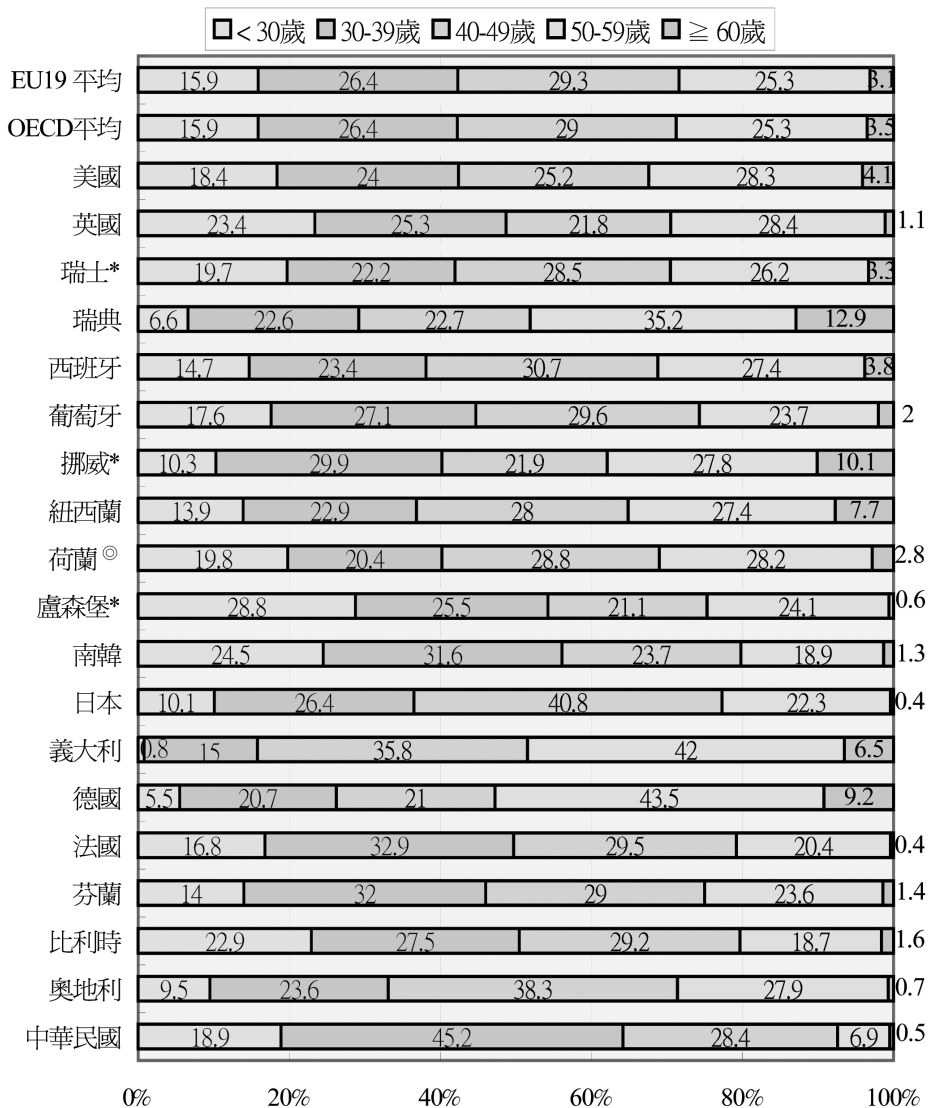 < 30歲 30-39歲 40-49歲 50-59歲 ≧ 60歲
EU19 平均 15.9 26.4 29.3 25.3 3.1
OECD平均 15.9 26.4 29 25.3 3.5
美國 18.4 24 25.2 28.3 4.1
英國 23.4 25.3 21.8 28.4 1.1
瑞士* 19.7 22.2 28.5 26.2 3.3
瑞典 6.6 22.6 22.7 35.2 12.9
西班牙 14.7 23.4 30.7 27.4 3.8
葡萄牙 17.6 27.1 29.6 23.7 2
挪威* 10.3 29.9 21.9 27.8 10.1
紐西蘭 13.9 22.9 28 27.4 7.7
荷蘭◎ 19.8 20.4 28.8 28.2 2.8
盧森堡* 28.8 25.5 21.1 24.1 0.6
南韓 24.5 31.6 23.7 18.9 1.3
日本 10.1 26.4 40.8 22.3 0.4
義大利 0.8 15 35.8 42 6.5
德國 5.5 20.7 21 43.5 9.2
法國 16.8 32.9 29.5 20.4 0.4
芬蘭 14 32 29 23.6 1.4
比利時 22.9 27.5 29.2 18.7 1.6
奧地利 9.5 23.6 38.3 27.9 0.7
中華民國 18.9 45.2 28.4 6.9 0.5
0% 20% 40% 60% 80% 100%